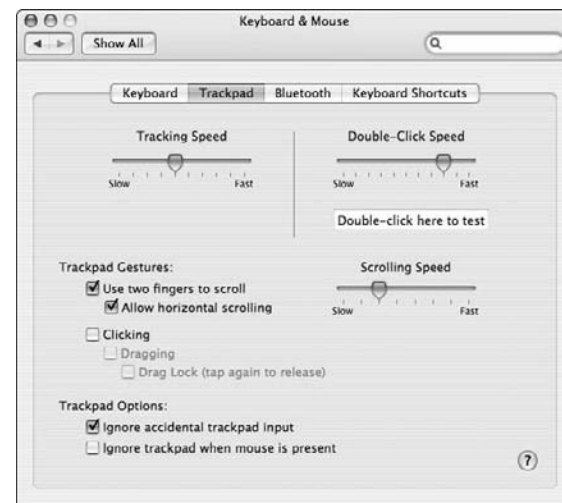 Keyboard & Mouse
Show All
Keyboard Trackpad Bluetooth Keyboard Shortcuts
Tracking Speed
Slow Fast
Double-Click Speed
Slow Fast
Double-click here to test
Trackpad Gestures:
Use two fingers to scroll
Allow horizontal scrolling
Clicking
Dragging
Drag Lock (tap again to release)
Scrolling Speed
Slow Fast
Trackpad Options:
Ignore accidental trackpad input
Ignore trackpad when mouse is present
?